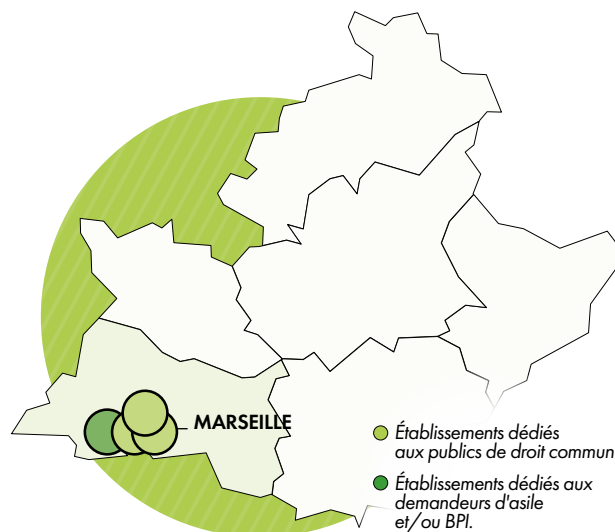 MARSEILLE
Établissements dédiés
aux publics de droit commun
Établissements dédiés aux
demandeurs d'asile
et/ou BPI.